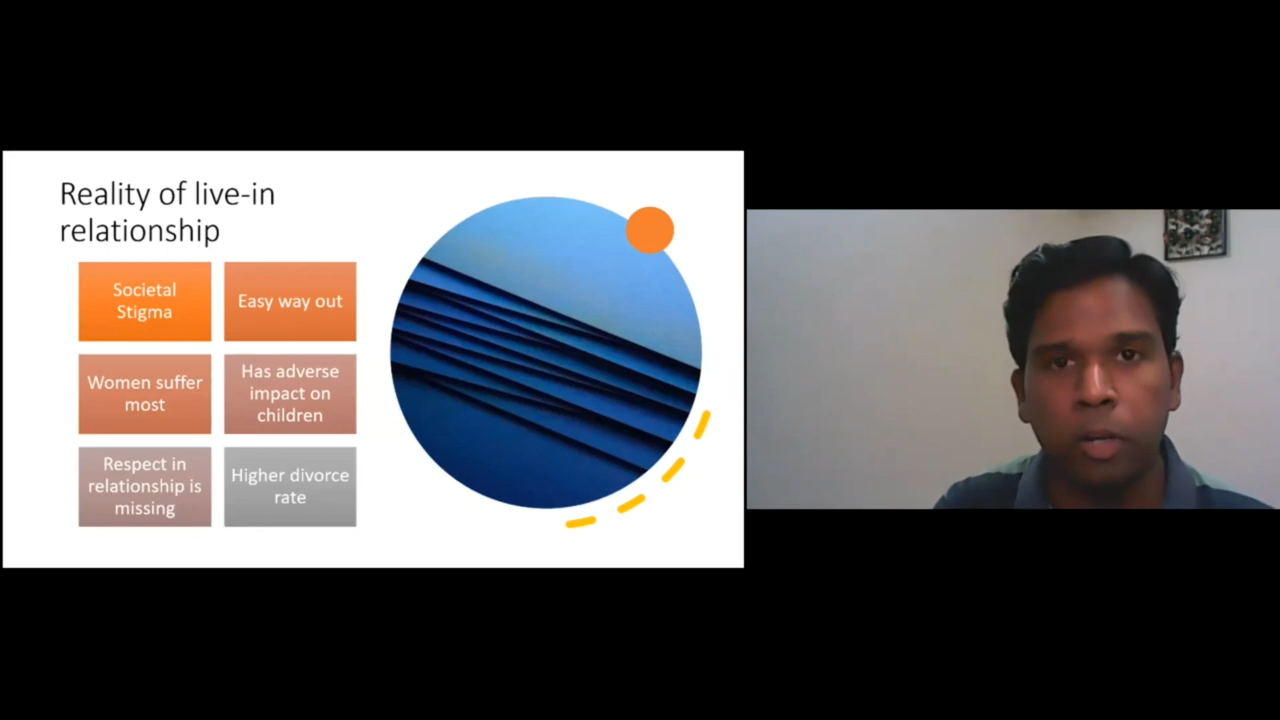 Reality of live-in
relationship
Societal
Stigma
Easy way out
Women suffer
most
Has adverse
impact on
children
Respect in
relationship is
missing
Higher divorce
rate